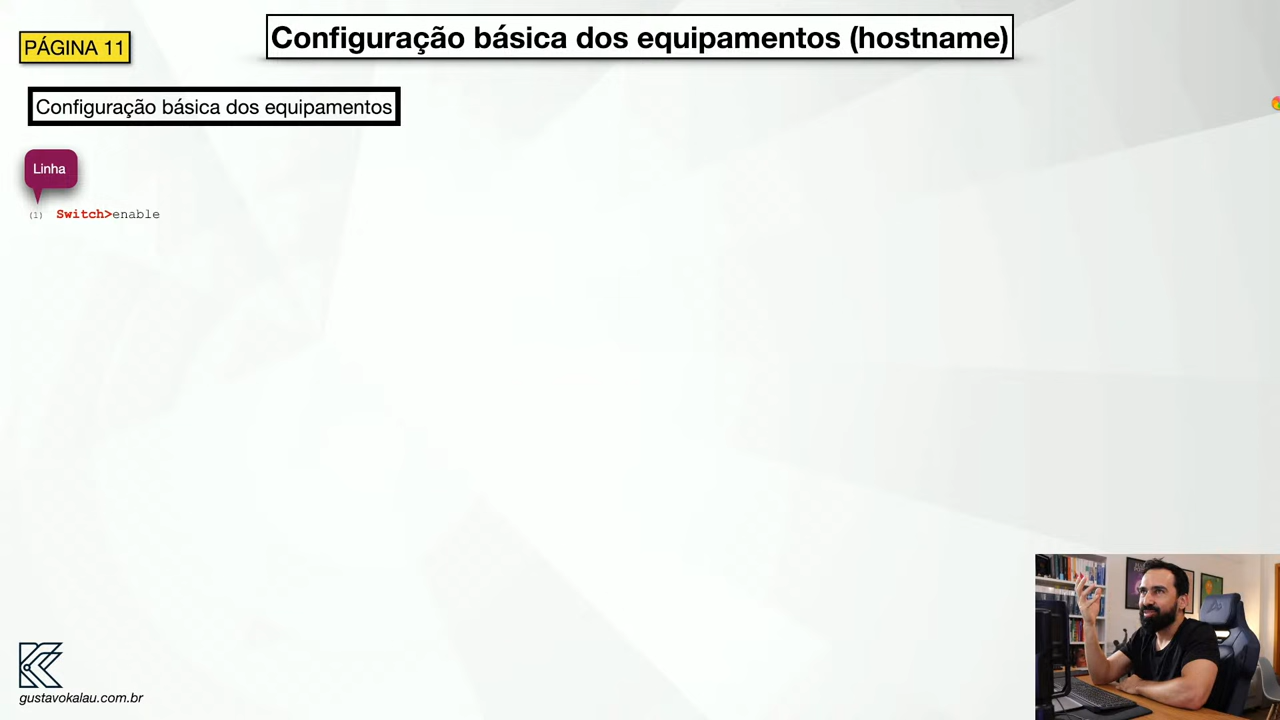 PÁGINA 11
Configuração básica dos equipamentos (hostname)
Configuração básica dos equipamentos
Linha
(1) Switch>enable
gustavokalau.com.br